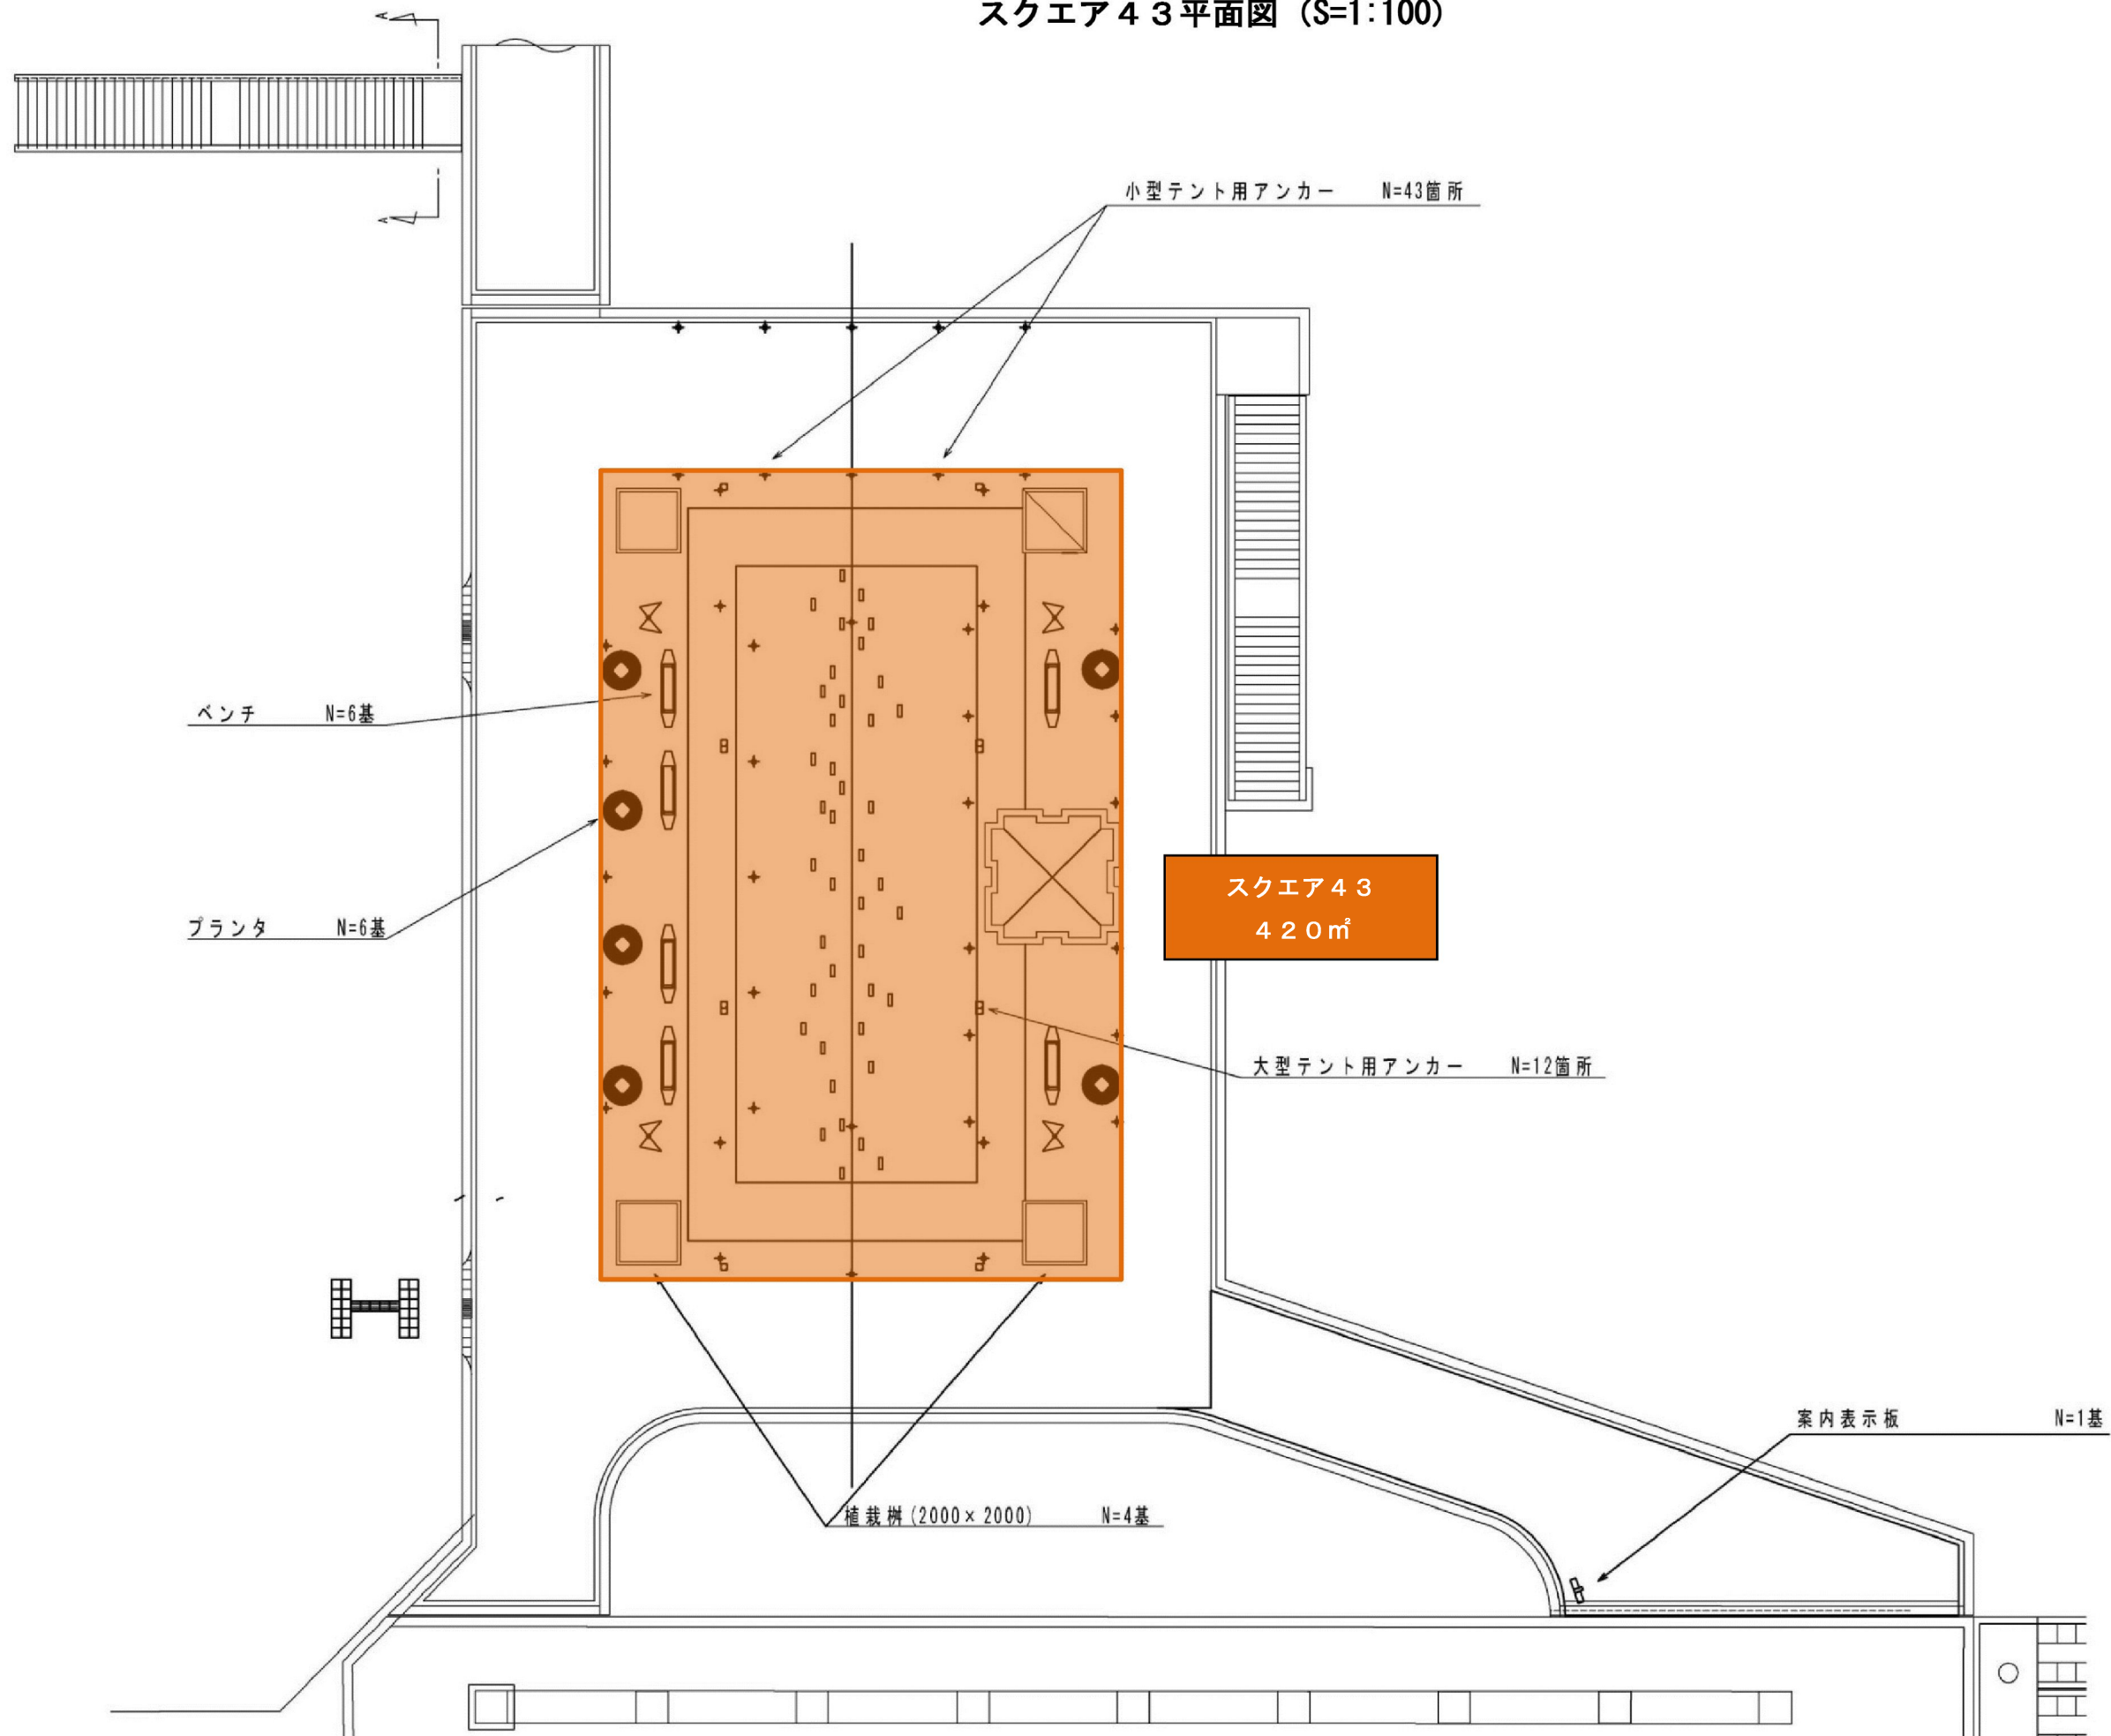 スクエア４３平面図（S=1:100）
小型テント用アンカー　N=43箇所
ベンチ　N=6基
スクエア４３
４２０㎡
プランタ　N=6基
大型テント用アンカー　N=12箇所
案内表示板　N=1基
植栽桝(2000×2000)　N=4基